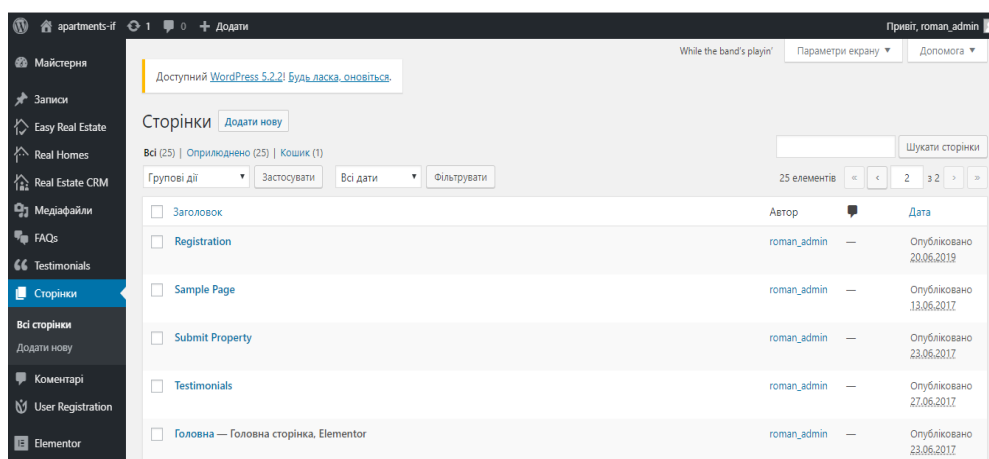 apartments-if 1 0 + Додати Привіт, roman_admin
While the band's playin' Параметри екрану ▼ Допомога ▼
Доступний WordPress 5.2.2! Будь ласка, оновіться.
Майстерня
Записи
Easy Real Estate
Real Homes
Real Estate CRM
Медіафайли
FAQs
Testimonials
Сторінки
Всі сторінки
Додати нову
Коментарі
User Registration
Elementor
Сторінки Додати нову
Всі (25) | Оприлюднено (25) | Кошик (1)
Шукати сторінки
Групові дії ▼ Застосувати Всі дати ▼ Фільтрувати 25 елементів « ‹ 2 з 2 › »
Заголовок Автор Дата
Registration roman_admin — Опубліковано
20.06.2019
Sample Page roman_admin — Опубліковано
13.06.2017
Submit Property roman_admin — Опубліковано
23.06.2017
Testimonials roman_admin — Опубліковано
27.06.2017
Головна — Головна сторінка, Elementor roman_admin — Опубліковано
23.06.2017